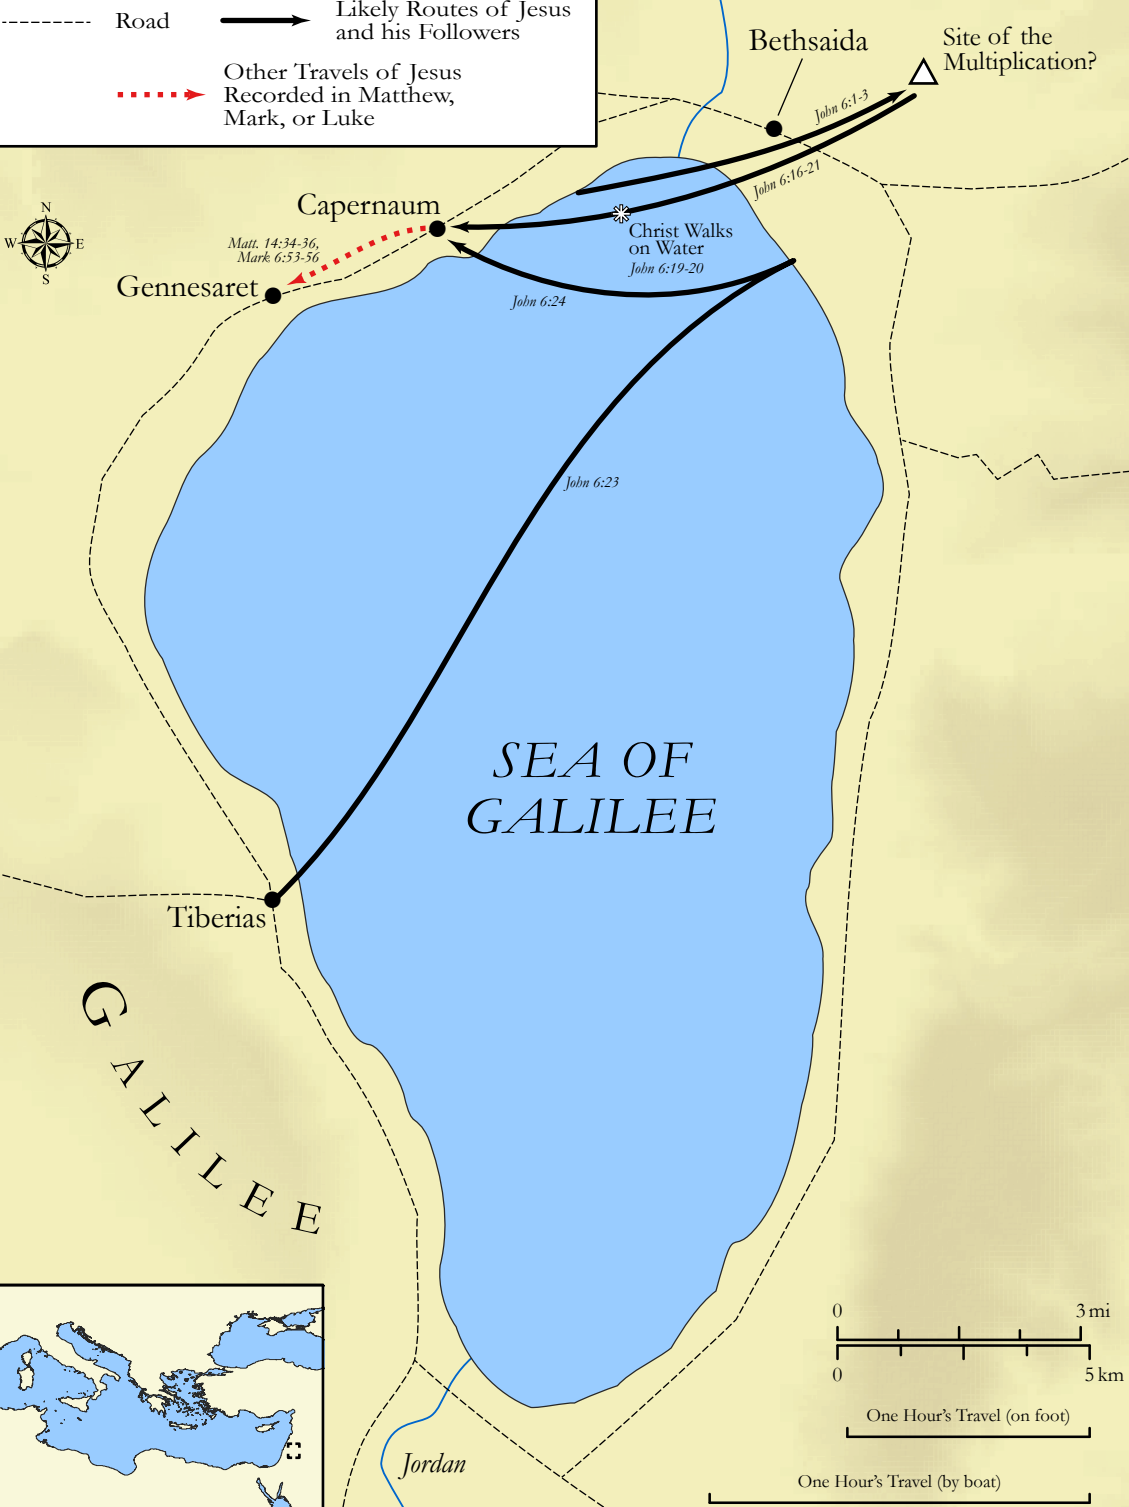 Road
Likely Routes of Jesus
and his Followers
Other Travels of Jesus
Recorded in Matthew,
Mark, or Luke
Bethsaida
Site of the
Multiplication?
John 6:1-3
John 6:16-21
Capernaum
N
W
E
S
Matt. 14:34-36,
Mark 6:53-56
Gennesaret
Christ Walks
on Water
John 6:19-20
John 6:24
John 6:23
SEA OF
GALILEE
Tiberias
GALILEE
0
3 mi
0
5 km
One Hour's Travel (on foot)
Jordan
One Hour's Travel (by boat)